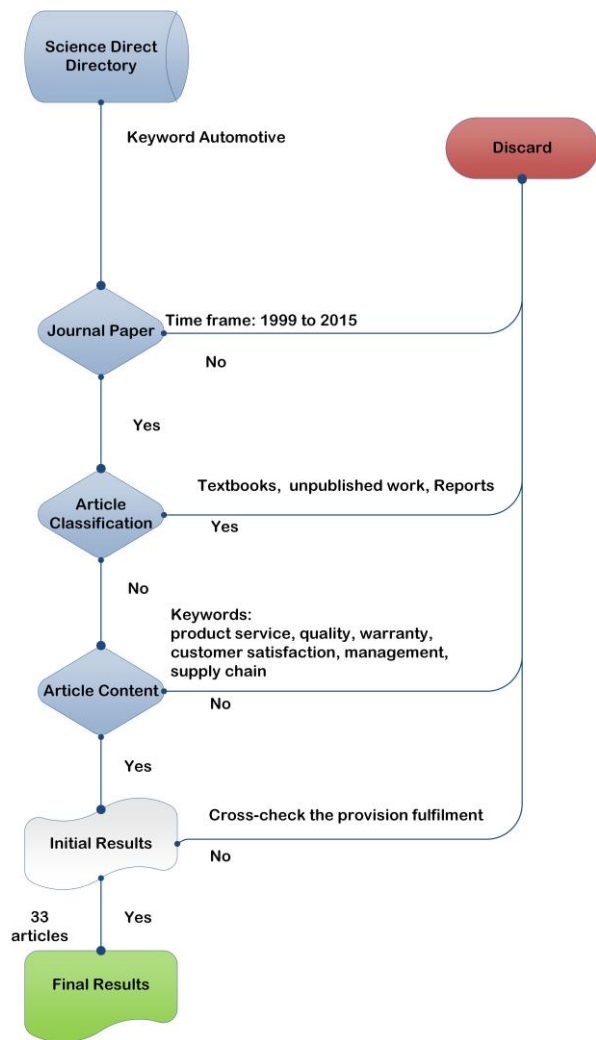 Science Direct
Directory
Keyword Automotive
Discard
Journal Paper
Time frame: 1999 to 2015
No
Yes
Article
Classification
Textbooks, unpublished work, Reports
Yes
No
Keywords:
product service, quality, warranty,
customer satisfaction, management,
supply chain
Article Content
No
Yes
Cross-check the provision fulfilment
Initial Results
No
33
articles
Yes
Final Results